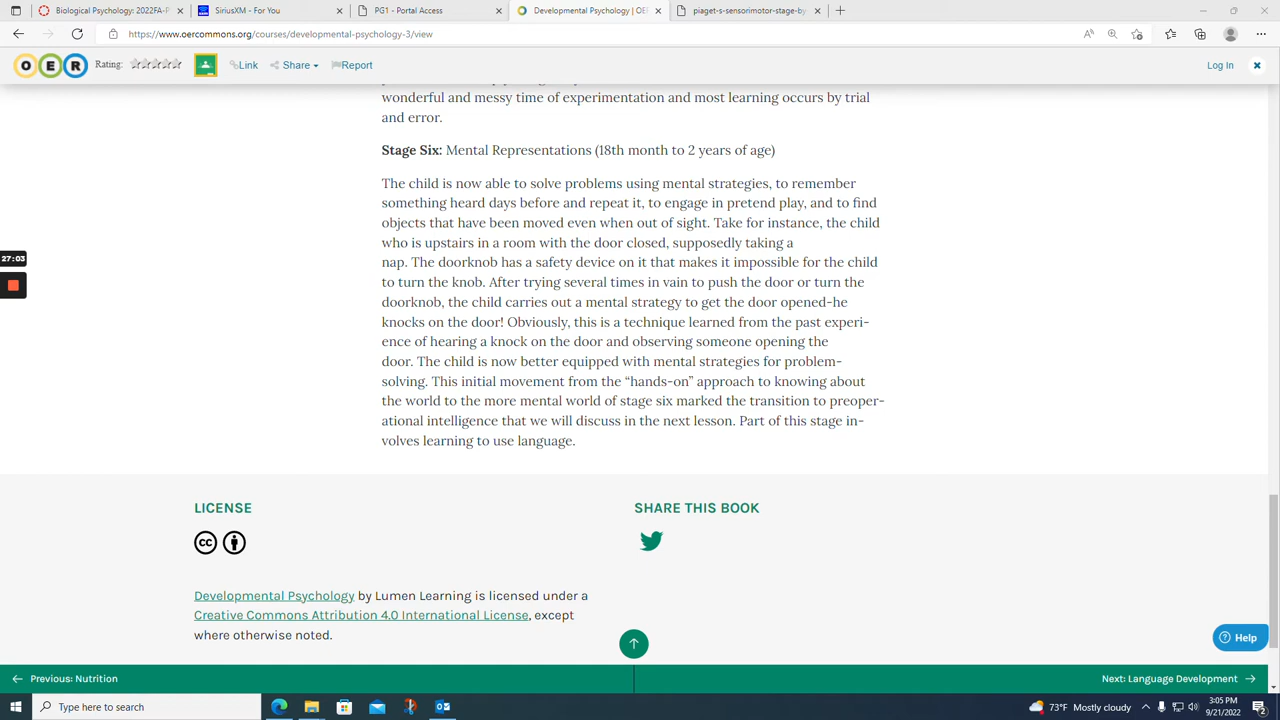 Biological Psychology: 2022FA-P
SiriusXM - For You
PG1 - Portal Access
Developmental Psychology | OER
piaget-s-sensorimotor-stage-by-
https://www.oercommons.org/courses/developmental-psychology-3/view
O E R Rating: Link Share Report Log In
wonderful and messy time of experimentation and most learning occurs by trial
and error.
Stage Six: Mental Representations (18th month to 2 years of age)
The child is now able to solve problems using mental strategies, to remember
something heard days before and repeat it, to engage in pretend play, and to find
objects that have been moved even when out of sight. Take for instance, the child
who is upstairs in a room with the door closed, supposedly taking a
nap. The doorknob has a safety device on it that makes it impossible for the child
to turn the knob. After trying several times in vain to push the door or turn the
doorknob, the child carries out a mental strategy to get the door opened-he
knocks on the door! Obviously, this is a technique learned from the past experi-
ence of hearing a knock on the door and observing someone opening the
door. The child is now better equipped with mental strategies for problem-
solving. This initial movement from the “hands-on” approach to knowing about
the world to the more mental world of stage six marked the transition to preoper-
ational intelligence that we will discuss in the next lesson. Part of this stage in-
volves learning to use language.
27:03
LICENSE
SHARE THIS BOOK
Developmental Psychology by Lumen Learning is licensed under a
Creative Commons Attribution 4.0 International License, except
where otherwise noted.
Help
Previous: Nutrition
Next: Language Development
Type here to search
73°F Mostly cloudy
3:05 PM
9/21/2022
2